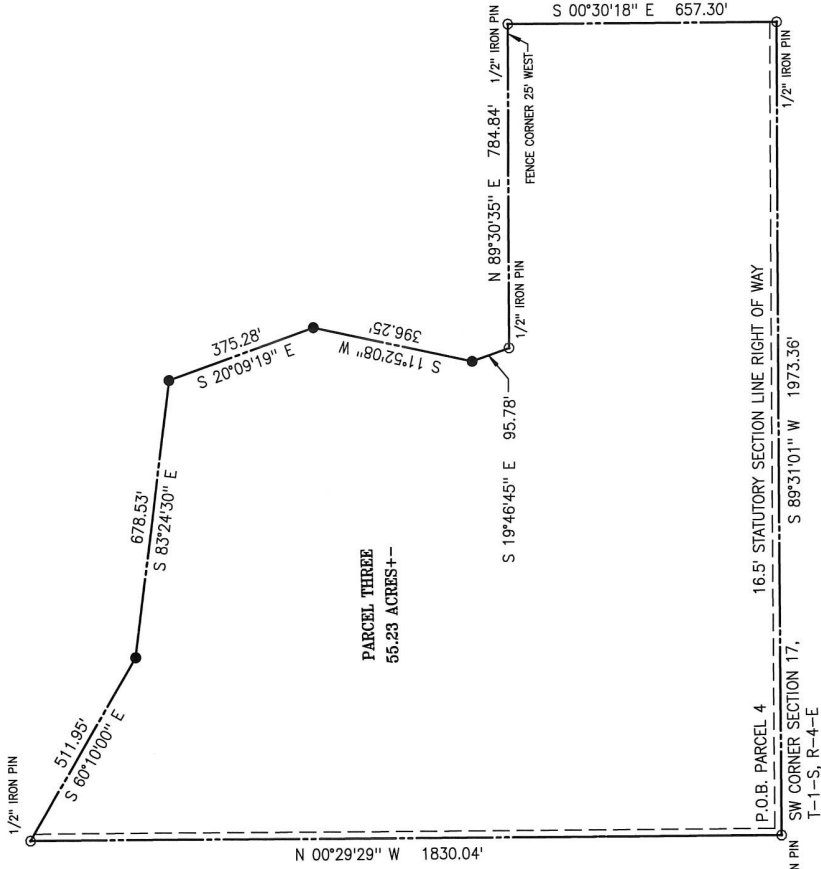 S 00°30'18" E 657.30'
1/2" IRON PIN
1/2" IRON PIN
FENCE CORNER 25' WEST
N 89°30'35" E 784.84'
1/2" IRON PIN
375.28'
S 20°09'19" E
396.25'
S 11°52'08" W
S 19°46'45" E 95.78'
678.53'
S 83°24'30" E
511.95'
S 60°10'00" E
1/2" IRON PIN
PARCEL THREE
55.23 ACRES+-
16.5' STATUTORY SECTION LINE RIGHT OF WAY
S 89°31'01" W 1973.36'
P.O.B. PARCEL 4
SW CORNER SECTION 17,
T-1-S, R-4-E
N 00°29'29" W 1830.04'
PIN